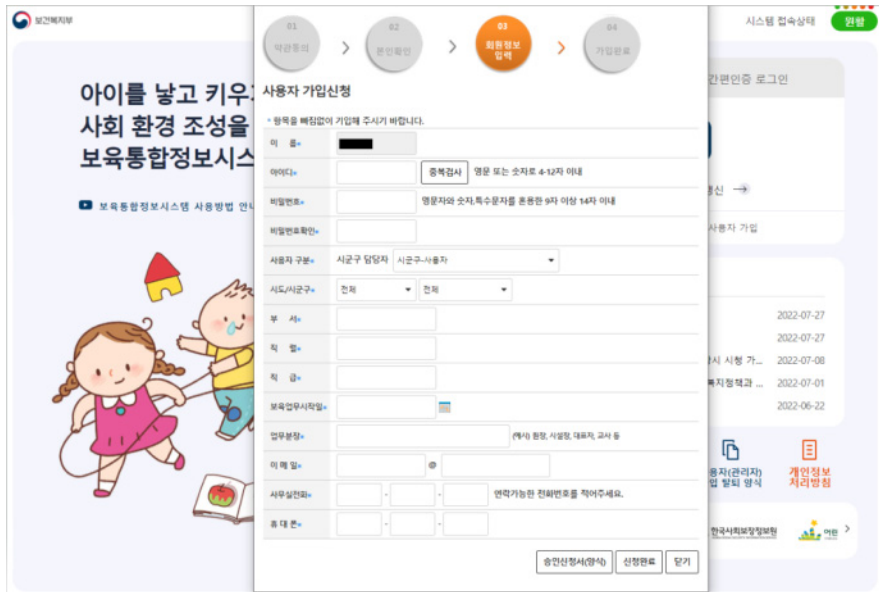 보건복지부
시스템 접속상태 원활
아이를 낳고 키우
사회 환경 조성을
보육통합정보시스
보육통합정보시스템 사용방법 안내
01
약관동의
02
본인확인
03
회원정보
입력
04
가입완료
사용자 가입신청
* 항목을 빠짐없이 기입해 주시기 바랍니다.
이 름*
아이디* 중복검사 영문 또는 숫자로 4-12자 이내
비밀번호* 영문자와 숫자,특수문자를 혼용한 9자 이상 14자 이내
비밀번호확인*
사용자 구분* 시군구 담당자 시군구-사용자
시도/시군구* 전체 전체
부 서*
직 렬*
직 급*
보육업무시작일*
업무분장* (예시) 원장, 시설장, 대표자, 교사 등
이 메 일* @
사무실전화* - - 연락가능한 전화번호를 적어주세요.
휴 대 폰* - -
승인신청서(양식) 신청완료 닫기
간편인증 로그인
갱신 →
사용자 가입
2022-07-27
2022-07-27
시 시청 가... 2022-07-08
복지정책과 ... 2022-07-01
2022-06-22
용자(관리자)
입 탈퇴 양식
개인정보
처리방침
한국사회보장정보원
어린